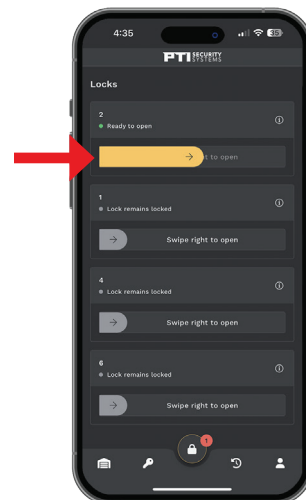 4:35
35
PTI SECURITY
SYSTEMS
Locks
2
Ready to open
t to open
1
Lock remains locked
Swipe right to open
4
Lock remains locked
Swipe right to open
6
Lock remains locked
Swipe right to open
1